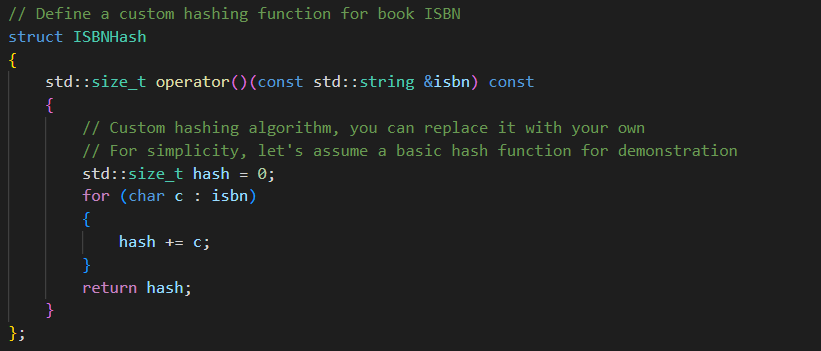 // Define a custom hashing function for book ISBN
struct ISBNHash
{
    std::size_t operator()(const std::string &isbn) const
    {
        // Custom hashing algorithm, you can replace it with your own
        // For simplicity, let's assume a basic hash function for demonstration
        std::size_t hash = 0;
        for (char c : isbn)
        {
            hash += c;
        }
        return hash;
    }
};